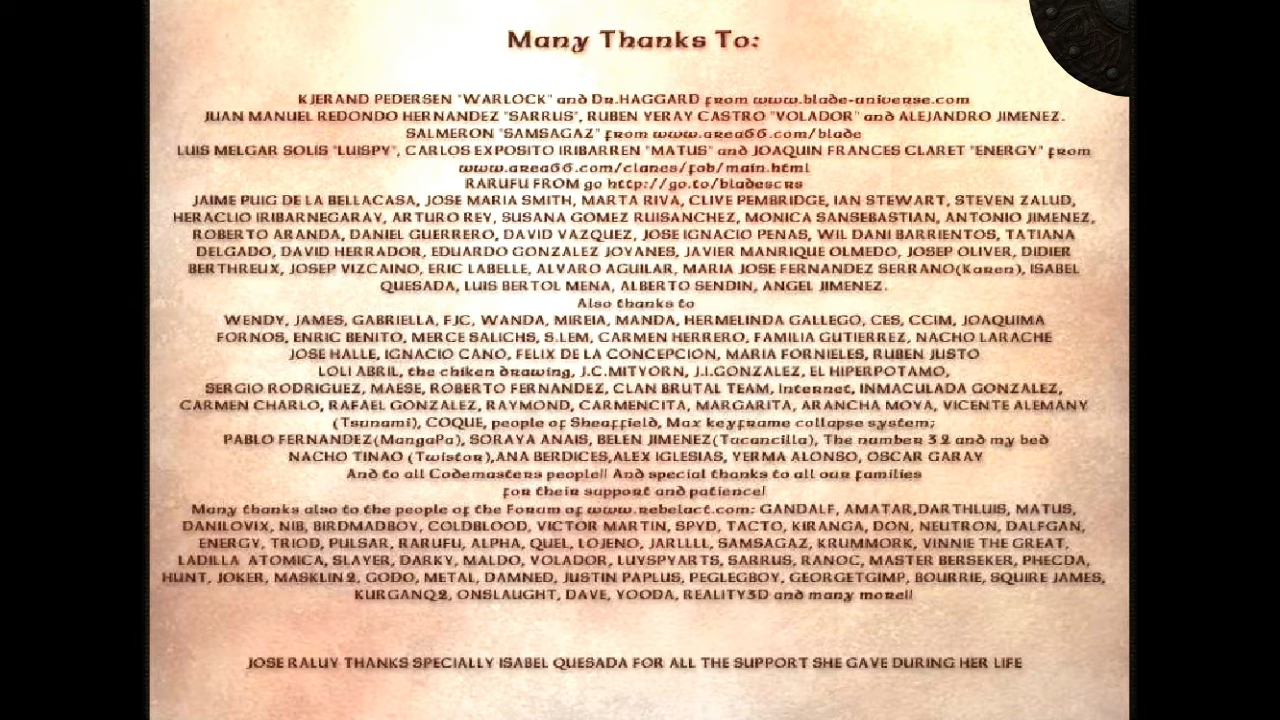 Many Thanks To:
KJERAND PEDERSEN "WARLOCK" and Dr.HAGGARD from www.blade-universe.com
JUAN MANUEL REDONDO HERNANDEZ "SARRUS", RUBEN YERAY CASTRO "VOLADOR" and ALEJANDRO JIMENEZ.
SALMERON "SAMSAGAZ" from www.area66.com/blade
LUIS MELGAR SOLIS "LUISPY", CARLOS EXPOSITO IRIBARREN "MATUS" and JOAQUIN FRANCES CLARET "ENERGY" from
www.area66.com/clanes/fob/main.html
RARUFU FROM go http://go.to/bladescrs
JAIME PUIG DE LA BELLACASA, JOSE MARIA SMITH, MARTA RIVA, CLIVE PEMBRIDGE, IAN STEWART, STEVEN ZALUD,
HERACLIO IRIBARNEGARAY, ARTURO REY, SUSANA GOMEZ RUISANCHEZ, MONICA SANSEBASTIAN, ANTONIO JIMENEZ,
ROBERTO ARANDA, DANIEL GUERRERO, DAVID VAZQUEZ, JOSE IGNACIO PENAS, WIL DANI BARRIENTOS, TATIANA
DELGADO, DAVID HERRADOR, EDUARDO GONZALEZ JOYANES, JAVIER MANRIQUE OLMEDO, JOSEP OLIVER, DIDIER
BERTHREUX, JOSEP VIZCAINO, ERIC LABELLE, ALVARO AGUILAR, MARIA JOSE FERNANDEZ SERRANO(Karen), ISABEL
QUESADA, LUIS BERTOL MENA, ALBERTO SENDIN, ANGEL JIMENEZ.
Also thanks to
WENDY, JAMES, GABRIELLA, FJC, WANDA, MIREIA, MANDA, HERMELINDA GALLEGO, CES, CCIM, JOAQUIMA
FORNOS, ENRIC BENITO, MERCE SALICHS, S.LEM, CARMEN HERRERO, FAMILIA GUTIERREZ, NACHO LARACHE
JOSE HALLE, IGNACIO CANO, FELIX DE LA CONCEPCION, MARIA FORNIELES, RUBEN JUSTO
LOLI ABRIL, the chiken drawing, J.C.MITYORN, J.I.GONZALEZ, EL HIPERPOTAMO,
SERGIO RODRIGUEZ, MAESE, ROBERTO FERNANDEZ, CLAN BRUTAL TEAM, Internet, INMACULADA GONZALEZ,
CARMEN CHARLO, RAFAEL GONZALEZ, RAYMOND, CARMENCITA, MARGARITA, ARANCHA MOYA, VICENTE ALEMANY
(Tsunami), COQUE, people of Sheaffield, Max keyframe collapse system;
PABLO FERNANDEZ(MangaPa), SORAYA ANAIS, BELEN JIMENEZ(Tacancilla), The number 32 and my bed
NACHO TINAO (Twistor),ANA BERDICES,ALEX IGLESIAS, YERMA ALONSO, OSCAR GARAY
And to all Codemasters people!! And special thanks to all our families
for their support and patience!
Many thanks also to the people of the Forum of www.rebelact.com: GANDALF, AMATAR,DARTHLUIS, MATUS,
DANILOVIX, NIB, BIRDMADBOY, COLDBLOOD, VICTOR MARTIN, SPYD, TACTO, KIRANGA, DON, NEUTRON, DALFGAN,
ENERGY, TRIOD, PULSAR, RARUFU, ALPHA, QUEL, LOJENO, JARLLLL, SAMSAGAZ, KRUMMORK, VINNIE THE GREAT,
LADILLA ATOMICA, SLAYER, DARKY, MALDO, VOLADOR, LUYSPYARTS, SARRUS, RANOC, MASTER BERSEKER, PHECDA,
HUNT, JOKER, MASKLIN2, GODO, METAL, DAMNED, JUSTIN PAPLUS, PEGLEGBOY, GEORGETGIMP, BOURRIE, SQUIRE JAMES,
KURGANQ2, ONSLAUGHT, DAVE, YOODA, REALITY3D and many more!!
JOSE RALUY THANKS SPECIALLY ISABEL QUESADA FOR ALL THE SUPPORT SHE GAVE DURING HER LIFE